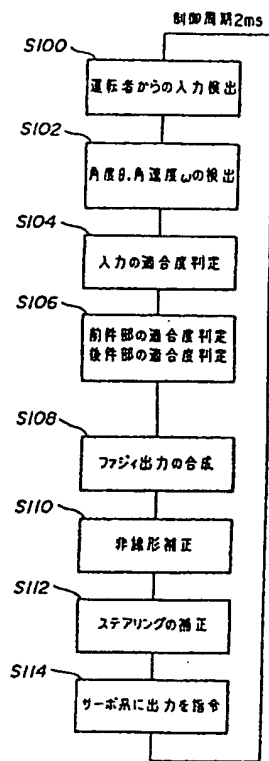 制御周期2ms
S100
運転者からの入力検出
S102
角度θ.角速度ωの検出
S104
入力の適合度判定
S106
前件部の適合度判定
後件部の適合度判定
S108
ファジィ出力の合成
S110
非線形補正
S112
ステアリングの補正
S114
サーボ系に出力を指令